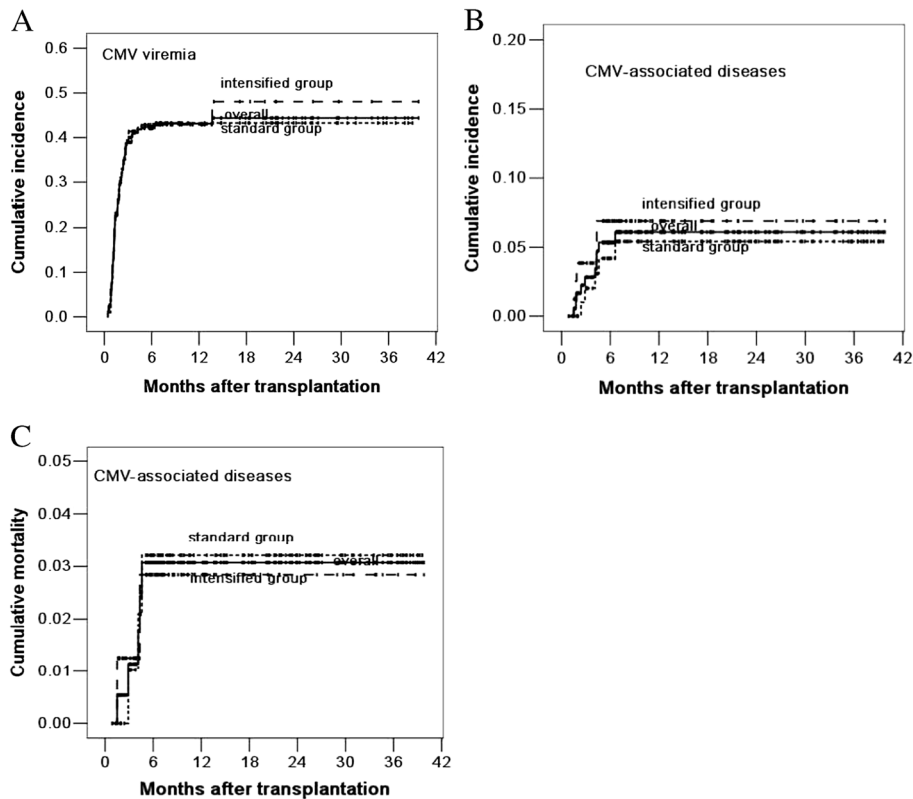 A
CMV viremia
intensified group
overall
standard group
Cumulative incidence
0.6
0.5
0.4
0.3
0.2
0.1
0.0
0 6 12 18 24 30 36 42
Months after transplantation
B
CMV-associated diseases
intensified group
overall
standard group
Cumulative incidence
0.20
0.15
0.10
0.05
0.00
0 6 12 18 24 30 36 42
Months after transplantation
C
CMV-associated diseases
standard group
overall
intensified group
Cumulative mortality
0.05
0.04
0.03
0.02
0.01
0.00
0 6 12 18 24 30 36 42
Months after transplantation